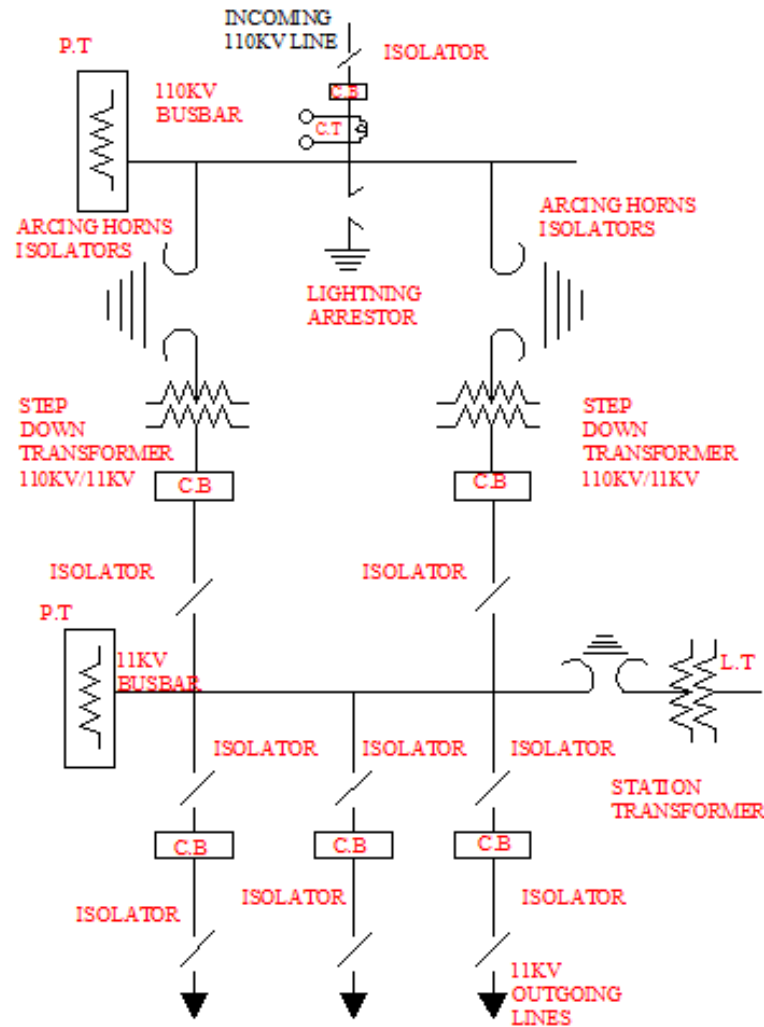 INCOMING
110KV LINE
P.T
ISOLATOR
110KV
BUSBAR
C.B
C.T
ARCING HORNS
ISOLATORS
ARCING HORNS
ISOLATORS
LIGHTNING
ARRESTOR
STEP
DOWN
TRANSFORMER
110KV/11KV
STEP
DOWN
TRANSFORMER
110KV/11KV
C.B
C.B
ISOLATOR
ISOLATOR
P.T
11KV
BUSBAR
L.T
ISOLATOR
ISOLATOR
ISOLATOR
STATION
TRANSFORMER
C.B
C.B
C.B
ISOLATOR
ISOLATOR
ISOLATOR
11KV
OUTGOING
LINES